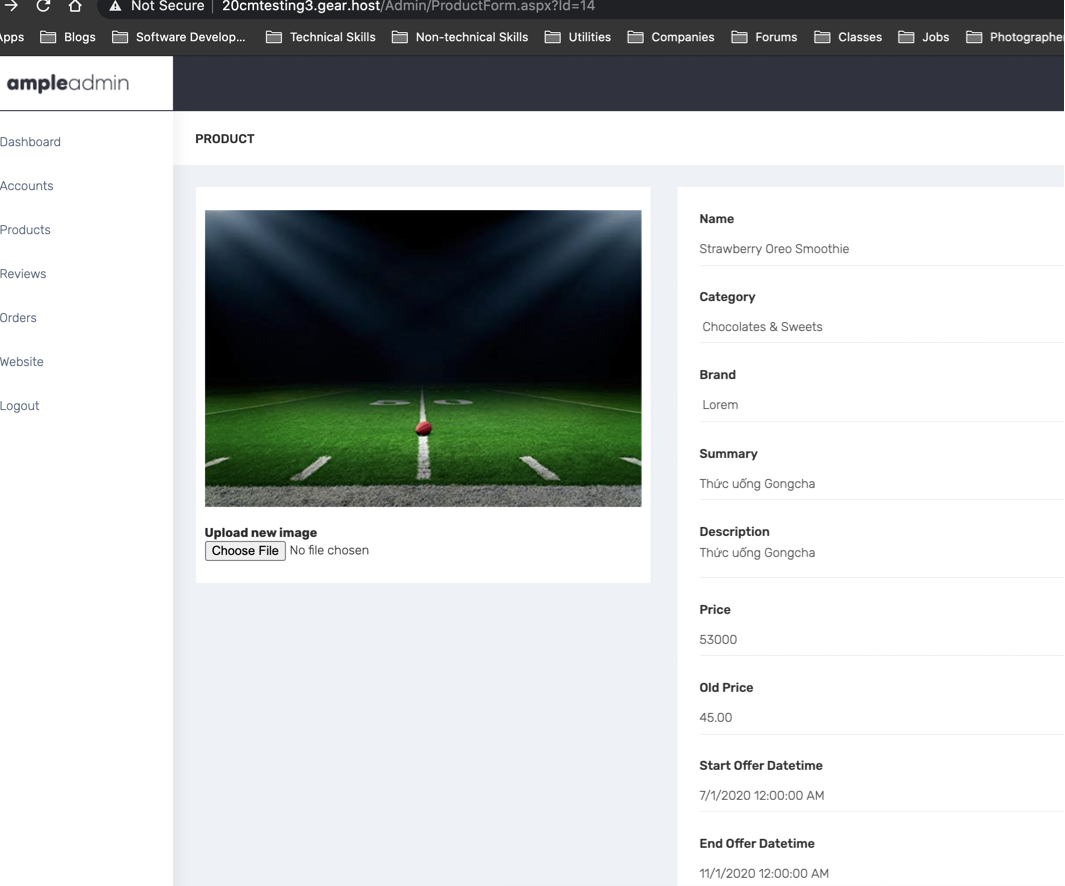 Not Secure | 20cmtesting3.gear.host/Admin/ProductForm.aspx?Id=14
Apps Blogs Software Develop... Technical Skills Non-technical Skills Utilities Companies Forums Classes Jobs Photographe
ampleadmin
Dashboard
Accounts
Products
Reviews
Orders
Website
Logout
PRODUCT
5 0
Upload new image
Choose File No file chosen
Name
Strawberry Oreo Smoothie
Category
Chocolates & Sweets
Brand
Lorem
Summary
Thức uống Gongcha
Description
Thức uống Gongcha
Price
53000
Old Price
45.00
Start Offer Datetime
7/1/2020 12:00:00 AM
End Offer Datetime
11/1/2020 12:00:00 AM